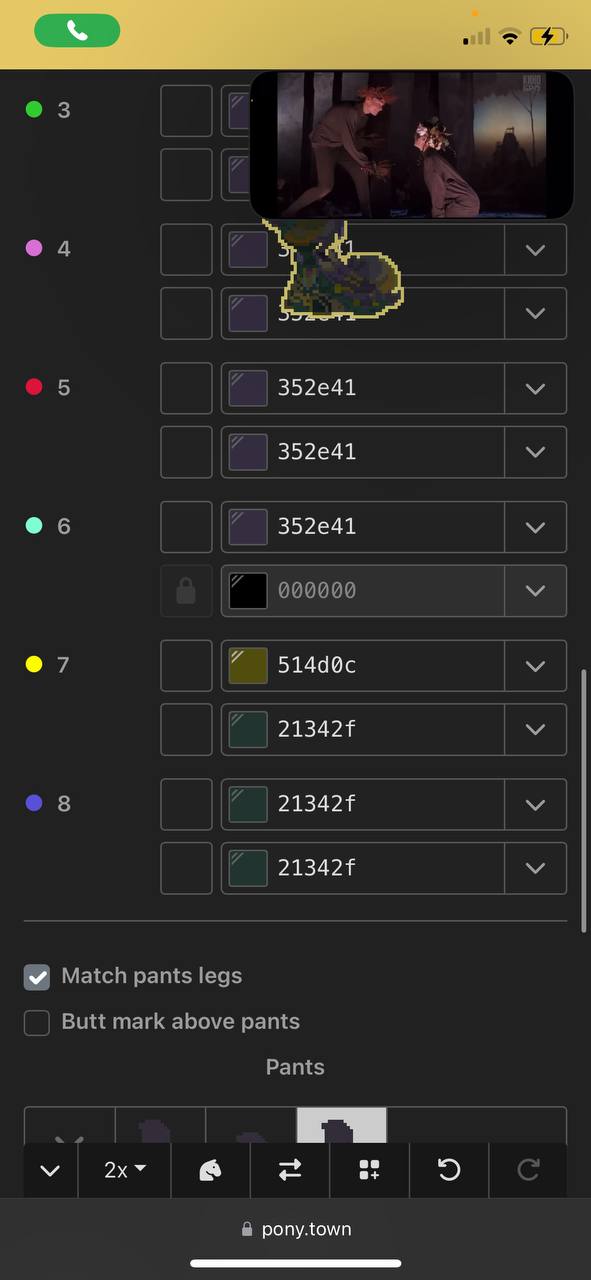 3
4
352e41
5
352e41
352e41
6
352e41
000000
7
514d0c
21342f
8
21342f
21342f
Match pants legs
Butt mark above pants
Pants
2x
pony.town